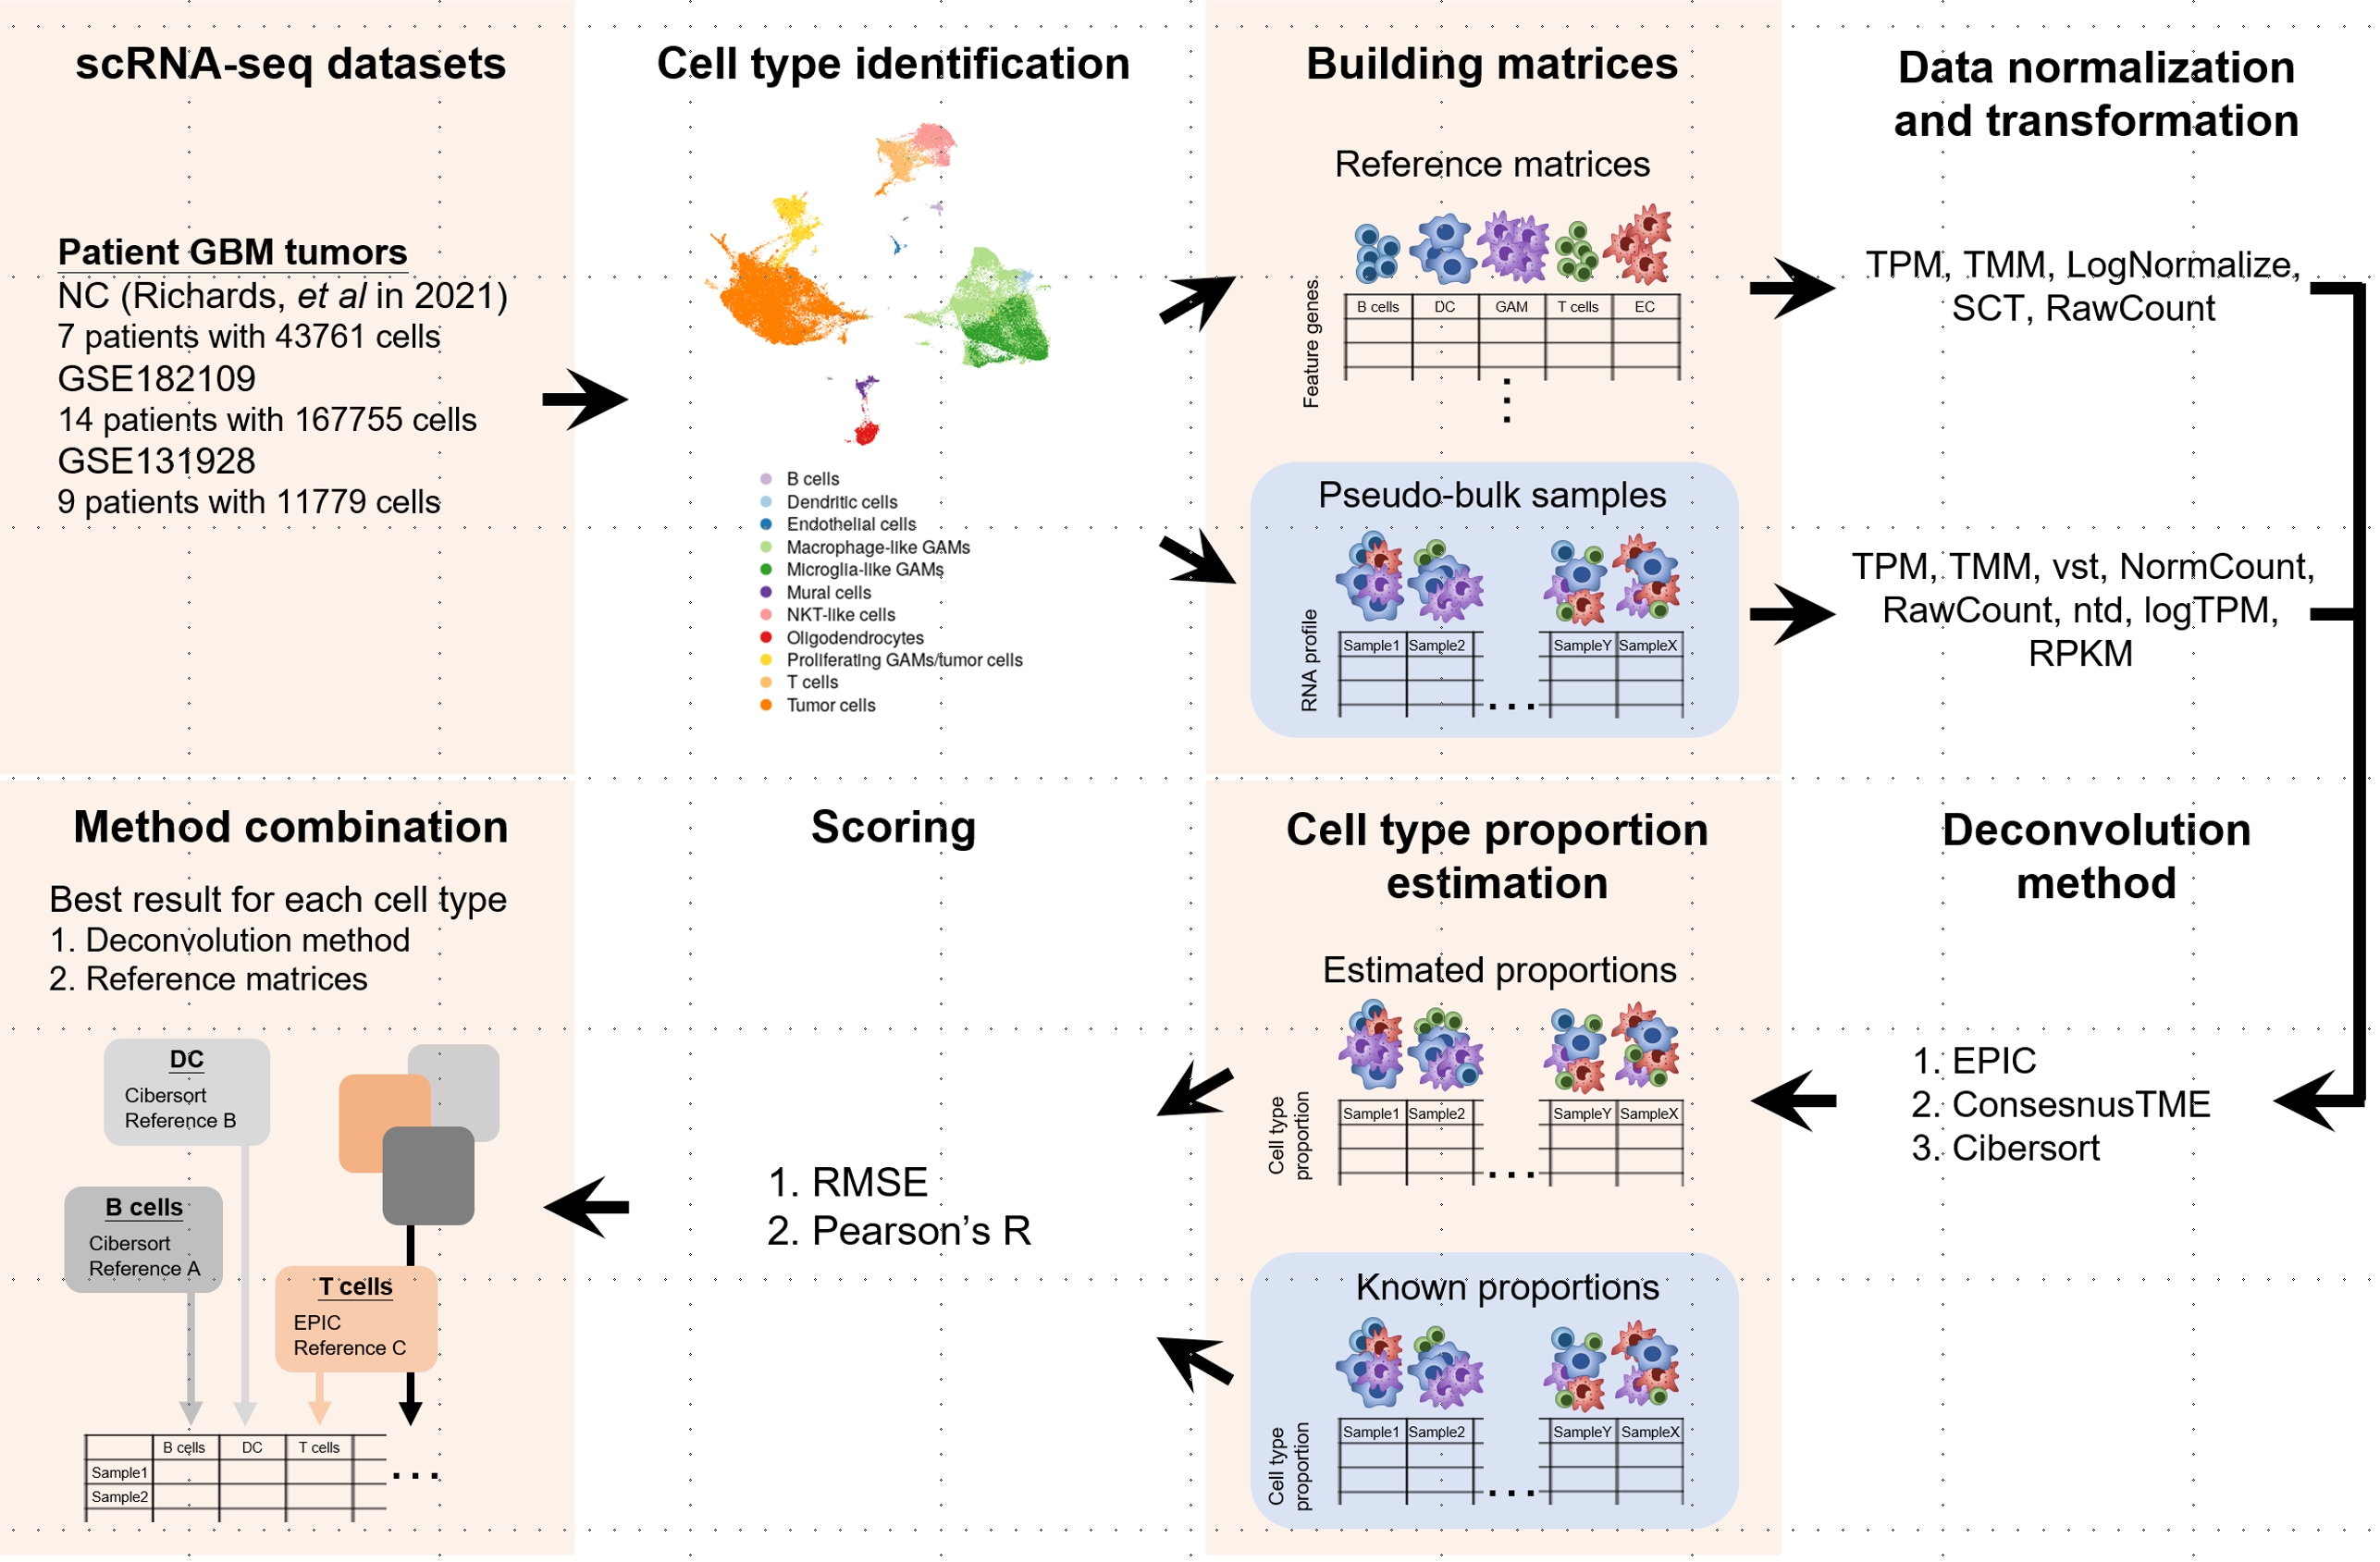 scRNA-seq datasets
Patient GBM tumors
NC (Richards, et al in 2021)
7 patients with 43761 cells
GSE182109
14 patients with 167755 cells
GSE131928
9 patients with 11779 cells
Cell type identification
B cells
Dendritic cells
Endothelial cells
Macrophage-like GAMs
Microglia-like GAMs
Mural cells
NKT-like cells
Oligodendrocytes
Proliferating GAMs/tumor cells
T cells
Tumor cells
Building matrices
Reference matrices
Feature genes
B cells DC GAM T cells EC
Pseudo-bulk samples
RNA profile
Sample1 Sample2 ... SampleY SampleX
Data normalization
and transformation
TPM, TMM, LogNormalize,
SCT, RawCount
TPM, TMM, vst, NormCount,
RawCount, ntd, logTPM,
RPKM
Deconvolution
method
1. EPIC
2. ConsesnusTME
3. Cibersort
Cell type proportion
estimation
Estimated proportions
Cell type
proportion
Sample1 Sample2 ... SampleY SampleX
Known proportions
Cell type
proportion
Sample1 Sample2 ... SampleY SampleX
Scoring
1. RMSE
2. Pearson’s R
Method combination
Best result for each cell type
1. Deconvolution method
2. Reference matrices
DC
Cibersort
Reference B
B cells
Cibersort
Reference A
T cells
EPIC
Reference C
B cells DC T cells ...
Sample1
Sample2